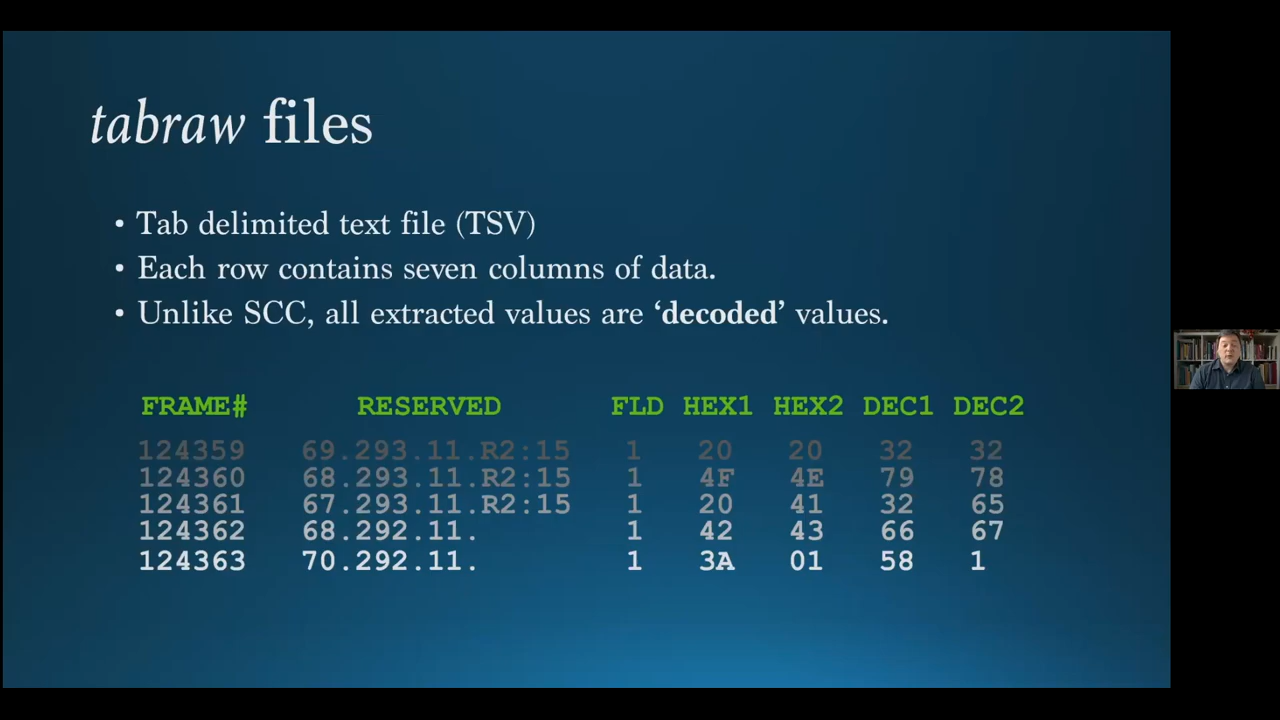 tabraw files
• Tab delimited text file (TSV)
• Each row contains seven columns of data.
• Unlike SCC, all extracted values are ‘decoded’ values.
FRAME# RESERVED FLD HEX1 HEX2 DEC1 DEC2
124359 69.293.11.R2:15 1 20 20 32 32
124360 68.293.11.R2:15 1 4F 4E 79 78
124361 67.293.11.R2:15 1 20 41 32 65
124362 68.292.11. 1 42 43 66 67
124363 70.292.11. 1 3A 01 58 1